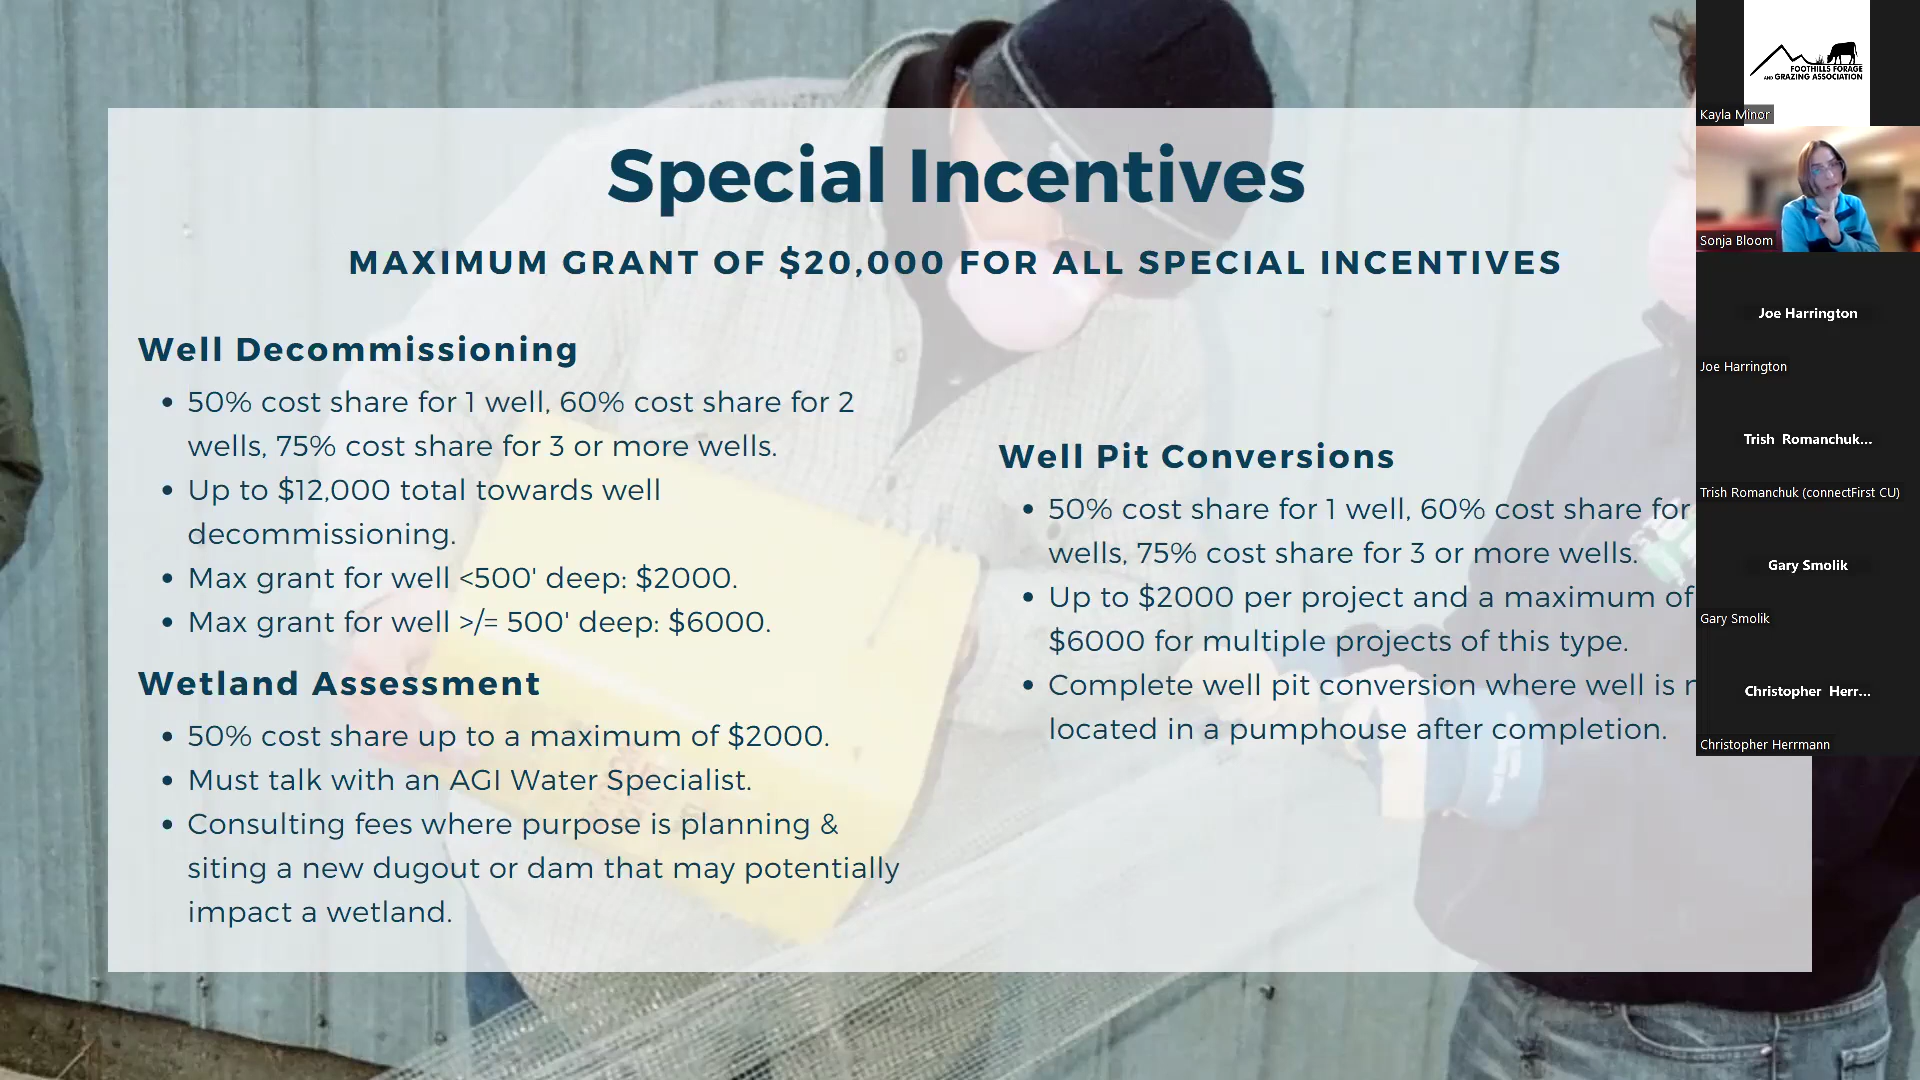 Special Incentives
MAXIMUM GRANT OF $20,000 FOR ALL SPECIAL INCENTIVES
Well Decommissioning
• 50% cost share for 1 well, 60% cost share for 2
wells, 75% cost share for 3 or more wells.
• Up to $12,000 total towards well
decommissioning.
• Max grant for well <500' deep: $2000.
• Max grant for well >/= 500' deep: $6000.
Wetland Assessment
• 50% cost share up to a maximum of $2000.
• Must talk with an AGI Water Specialist.
• Consulting fees where purpose is planning &
siting a new dugout or dam that may potentially
impact a wetland.
Well Pit Conversions
• 50% cost share for 1 well, 60% cost share for
wells, 75% cost share for 3 or more wells.
• Up to $2000 per project and a maximum of
$6000 for multiple projects of this type.
• Complete well pit conversion where well is
located in a pumphouse after completion.
FOOTHILLS FORAGE
AND GRAZING ASSOCIATION
Kayla Minor
Sonja Bloom
Joe Harrington
Joe Harrington
Trish Romanchuk...
Trish Romanchuk (connectFirst CU)
Gary Smolik
Gary Smolik
Christopher Herr...
Christopher Herrmann